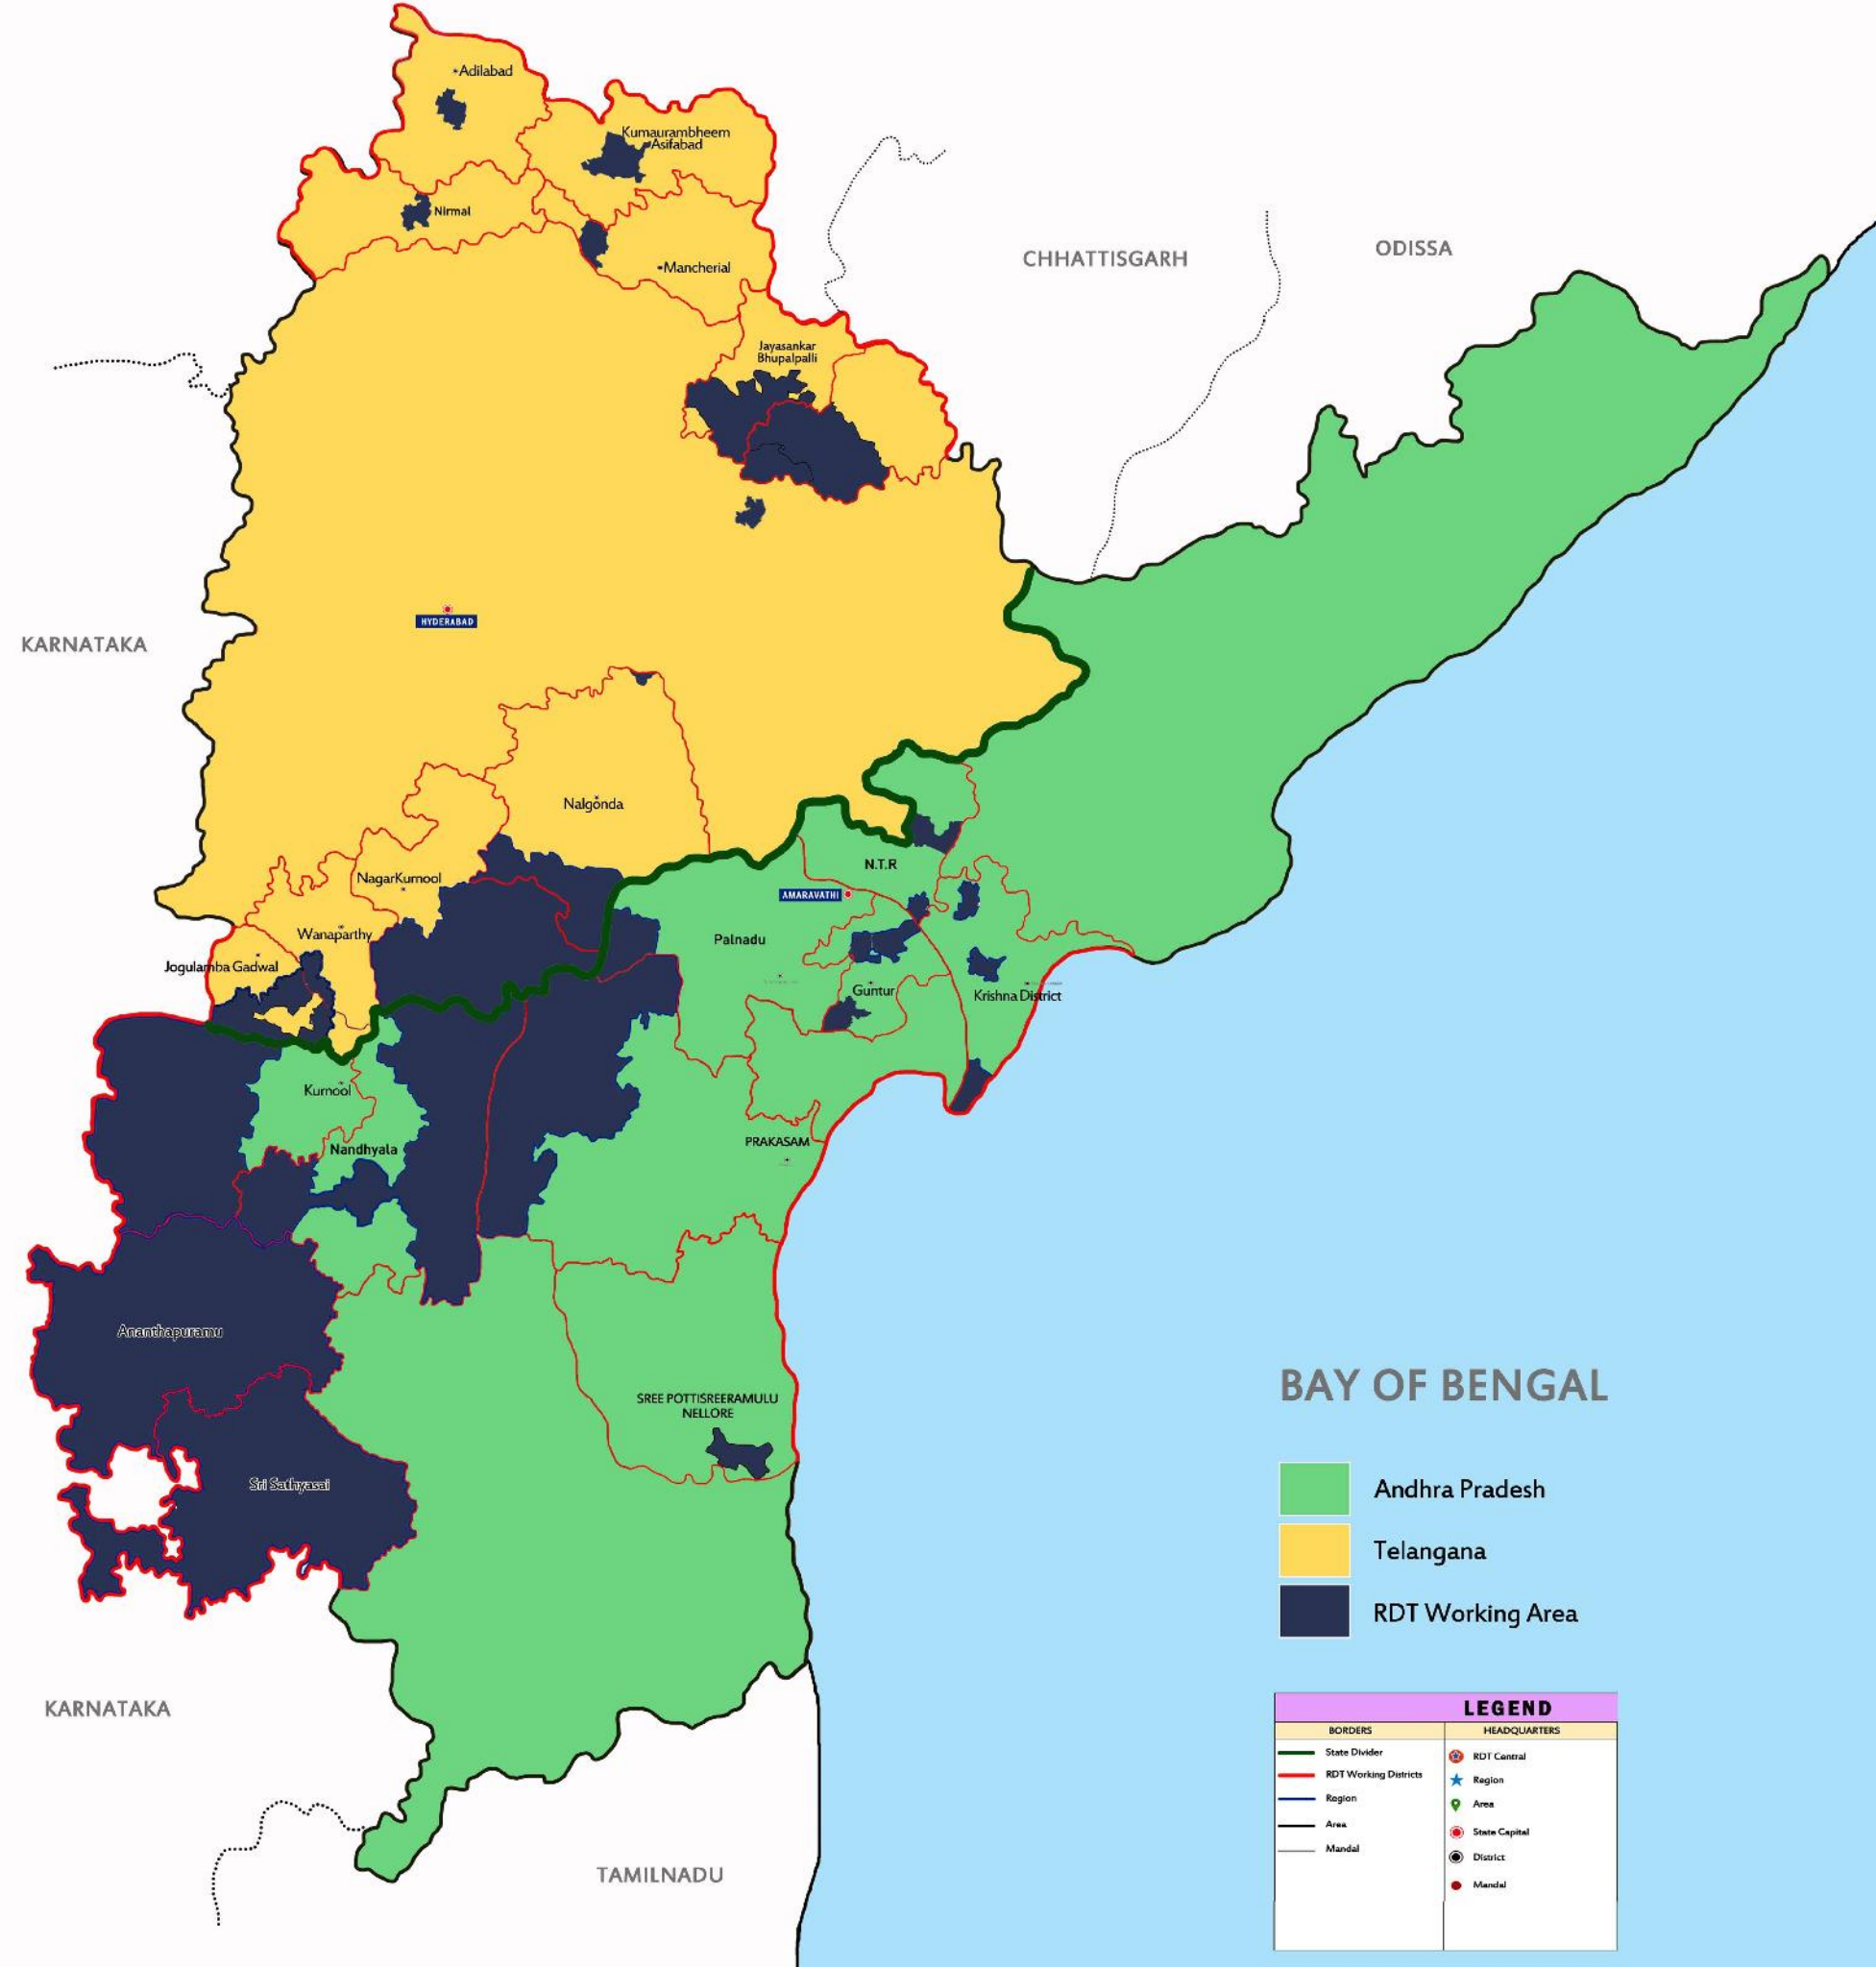 Adilabad
Kumaurambheem
Asifabad
Nirmal
Mancherial
CHHATTISGARH
ODISSA
Jayasankar
Bhupalpalli
HYDERABAD
KARNATAKA
Nalgonda
N.T.R
NagarKurnool
AMARAVATHI
Wanaparthy
Palnadu
Jogulamba Gadwal
Guntur
Krishna District
Kurnool
PRAKASAM
Nandhyala
Ananthapuramu
SREE POTTISREERAMULU
NELLORE
Sri Sathyasai
BAY OF BENGAL
Andhra Pradesh
Telangana
RDT Working Area
KARNATAKA
TAMILNADU
LEGEND
BORDERS
HEADQUARTERS
State Divider
RDT Central
RDT Working Districts
Region
Region
Area
Area
State Capital
Mandal
District
Mandal